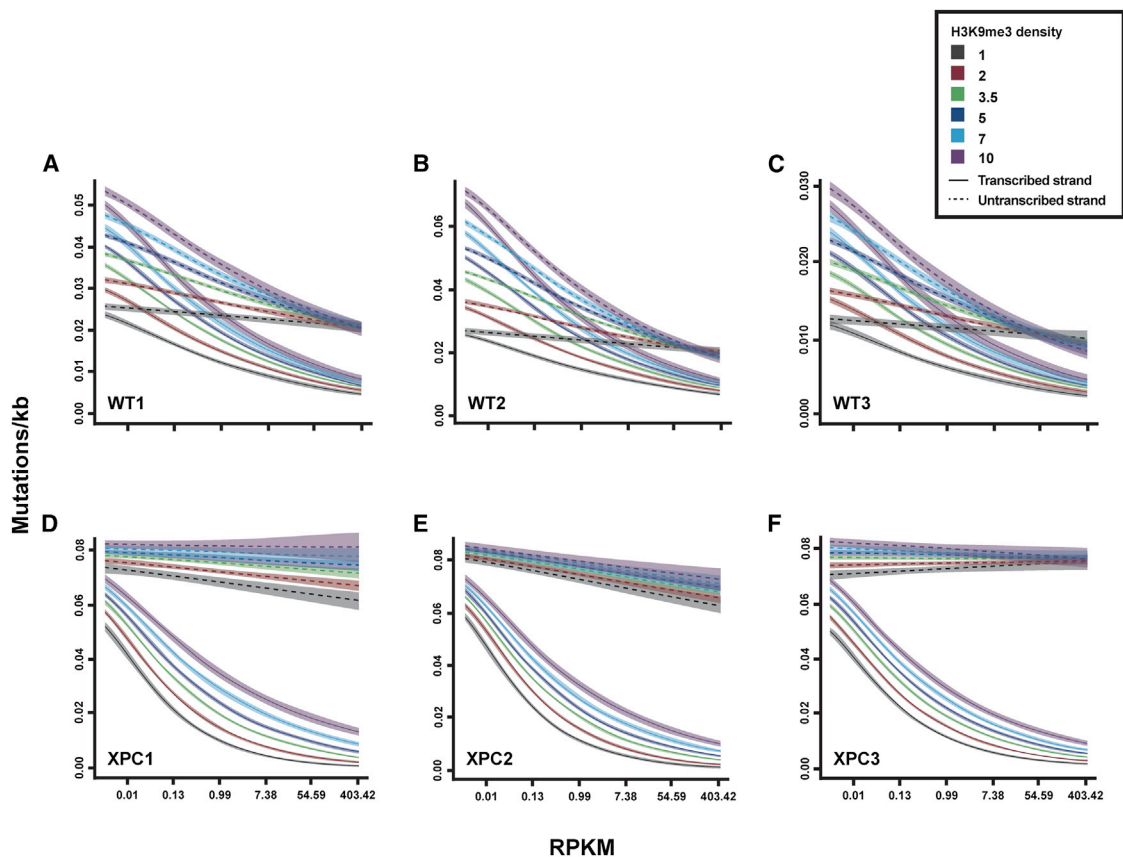 H3K9me3 density
1
2
3.5
5
7
10
Transcribed strand
Untranscribed strand
A
B
C
0.05
0.04
0.03
0.02
0.01
0.00
WT1
0.06
0.04
0.02
0.00
WT2
0.030
0.020
0.010
0.000
WT3
Mutations/kb
D
E
F
0.08
0.06
0.04
0.02
0.00
XPC1
0.01 0.13 0.99 7.38 54.59 403.42
0.08
0.06
0.04
0.02
0.00
XPC2
0.01 0.13 0.99 7.38 54.59 403.42
0.08
0.06
0.04
0.02
0.00
XPC3
0.01 0.13 0.99 7.38 54.59 403.42
RPKM